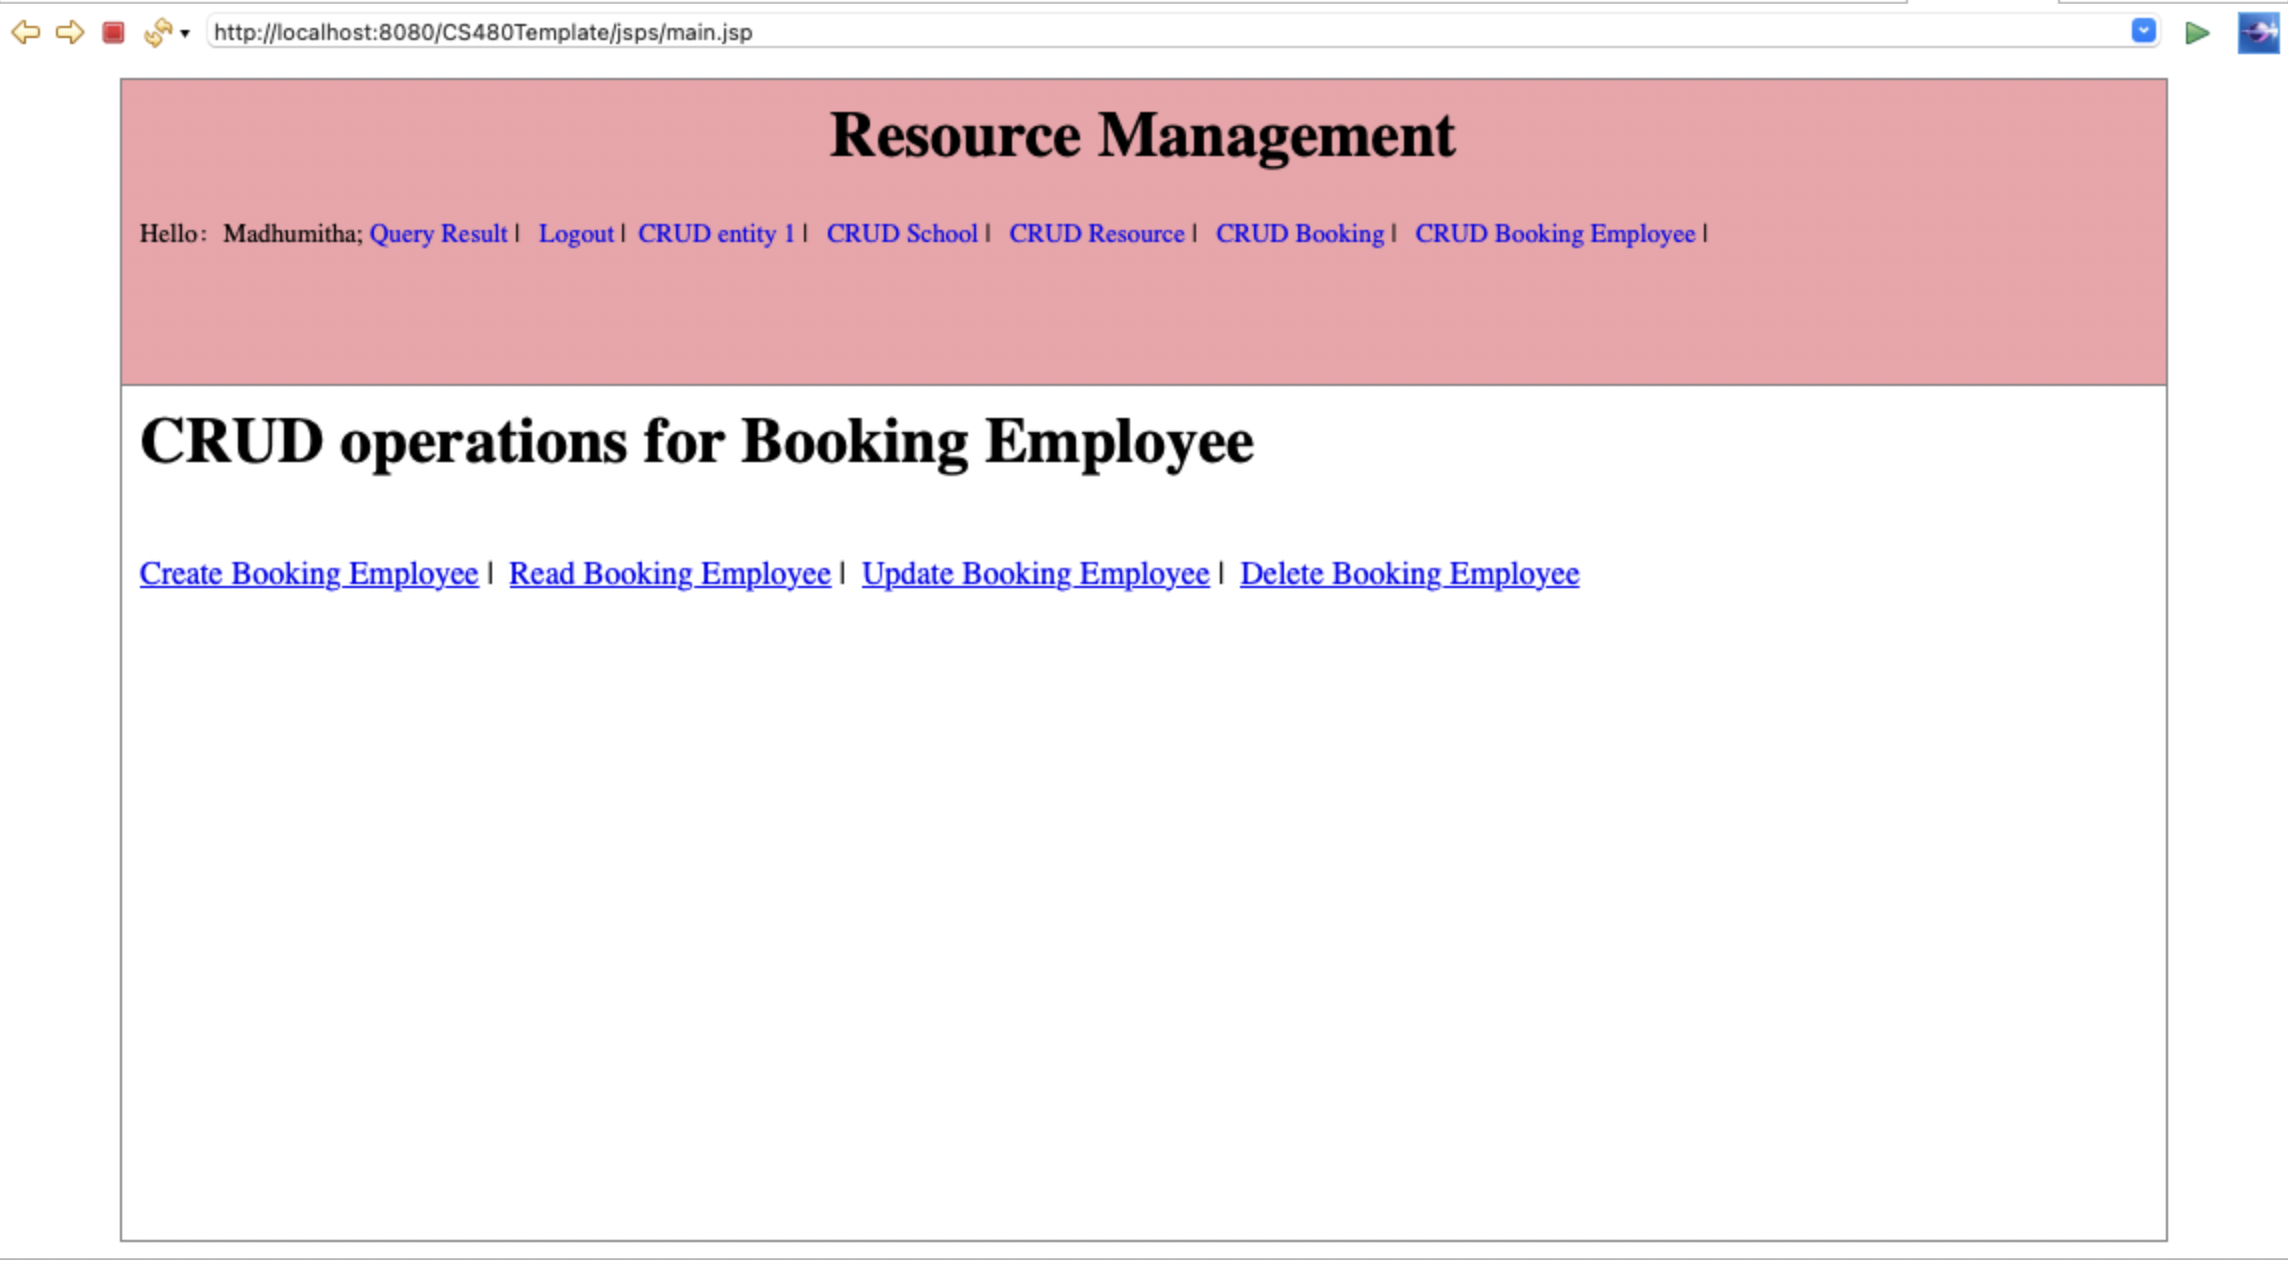 http://localhost:8080/CS480Template/jsps/main.jsp
Resource Management
Hello: Madhumitha; Query Result | Logout | CRUD entity 1 | CRUD School | CRUD Resource | CRUD Booking | CRUD Booking Employee |
CRUD operations for Booking Employee
Create Booking Employee | Read Booking Employee | Update Booking Employee | Delete Booking Employee